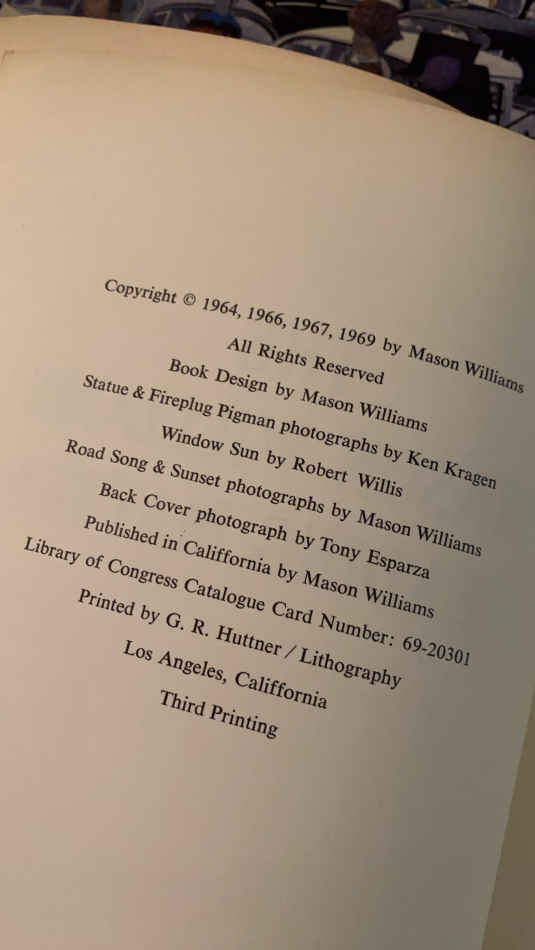 Copyright © 1964, 1966, 1967, 1969 by Mason Williams
All Rights Reserved
Book Design by Mason Williams
Statue & Fireplug Pigman photographs by Ken Kragen
Window Sun by Robert Willis
Road Song & Sunset photographs by Mason Williams
Back Cover photograph by Tony Esparza
Published in Califfornia by Mason Williams
Library of Congress Catalogue Card Number: 69-20301
Printed by G. R. Huttner / Lithography
Los Angeles, Califfornia
Third Printing